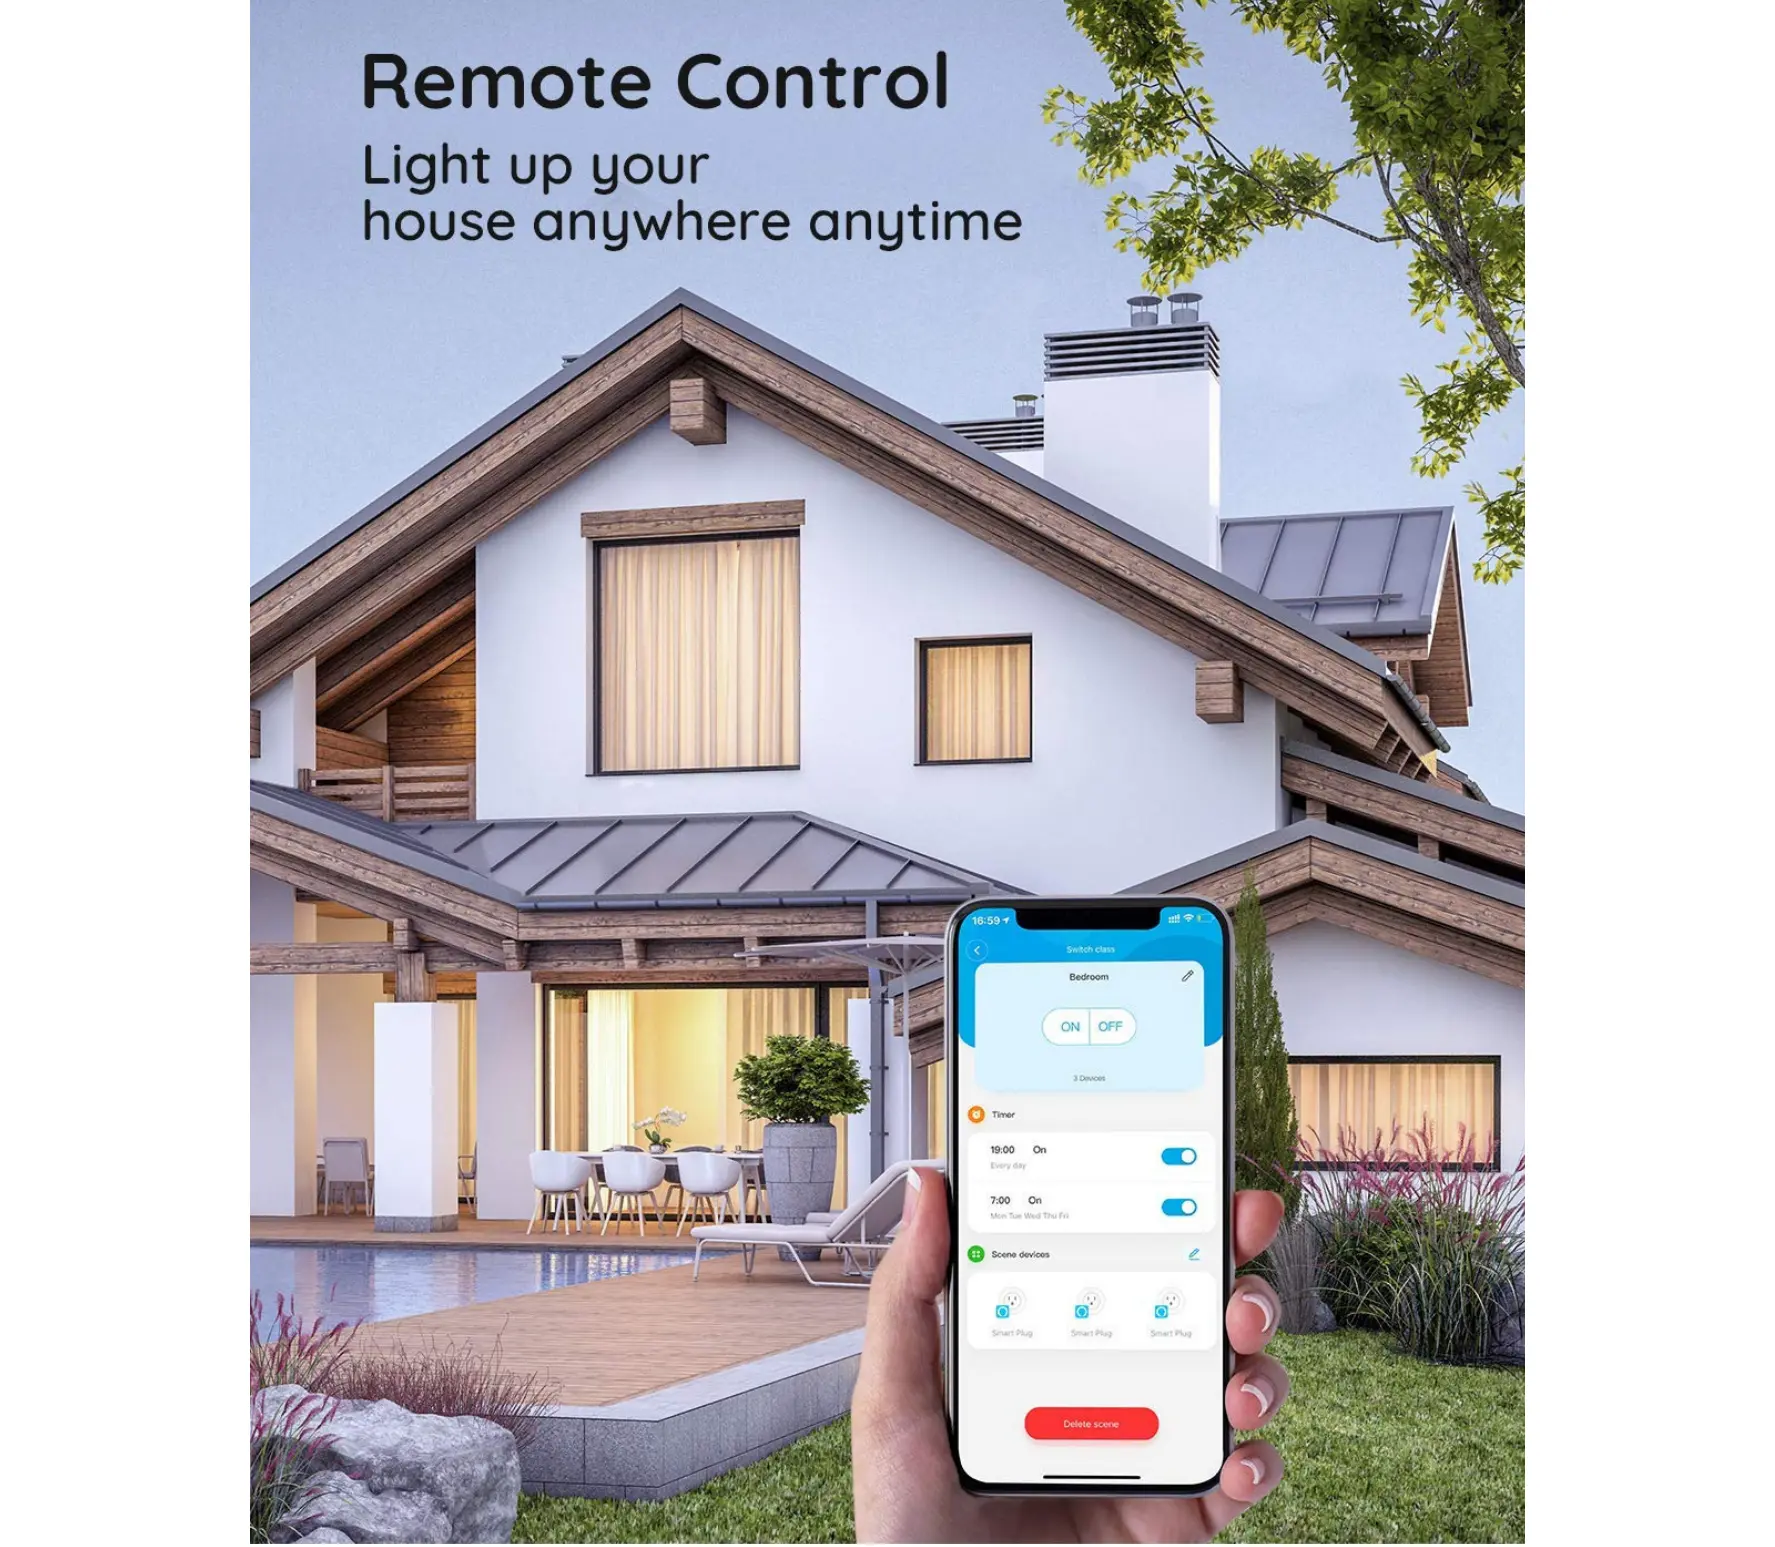 Remote Control
Light up your
house anywhere anytime
16:59
Switch class
Bedroom
ON OFF
3 Devices
Timer
19:00 On
Every day
7:00 On
Mon Tue Wed Thu Fri
Scene devices
Smart Plug Smart Plug Smart Plug
Delete scene